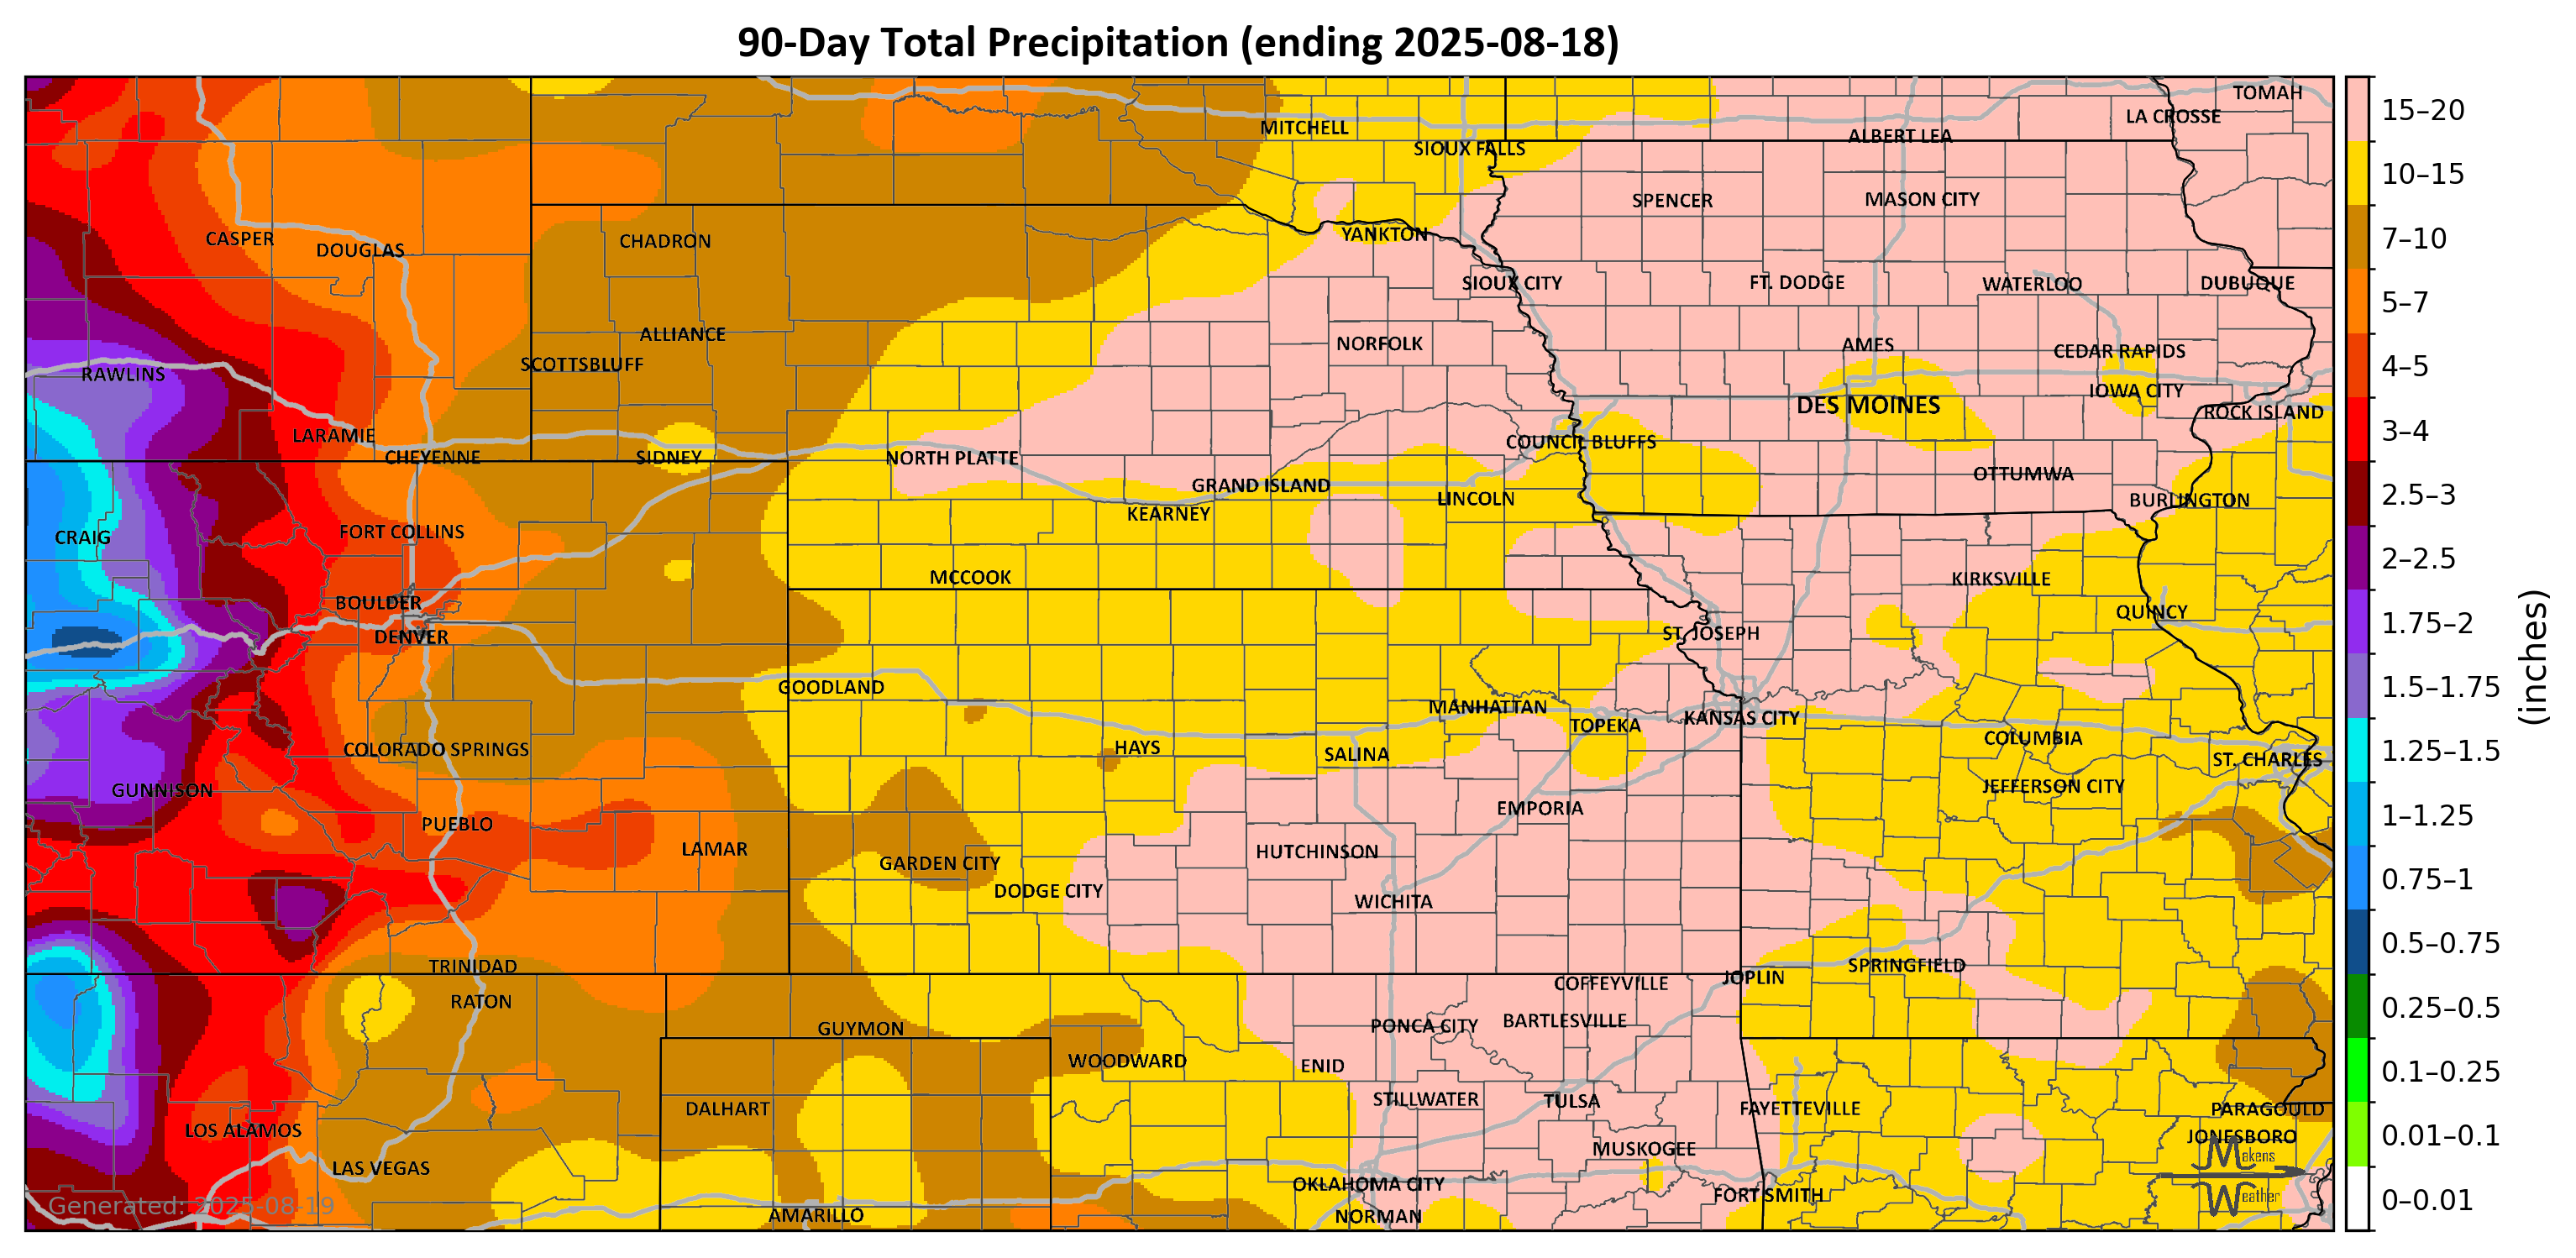 90-Day Total Precipitation (ending 2025-08-18)
TOMAH
LA CROSSE
MITCHELL
ALBERT LEA
SIOUX FALLS
SPENCER
MASON CITY
CASPER
DOUGLAS
CHADRON
YANKTON
SIOUX CITY
FT. DODGE
WATERLOO
DUBUQUE
ALLIANCE
NORFOLK
AMES
CEDAR RAPIDS
SCOTTSBLUFF
RAWLINS
IOWA CITY
DES MOINES
ROCK ISLAND
LARAMIE
COUNCIL BLUFFS
CHEYENNE
SIDNEY
NORTH PLATTE
OTTUMWA
GRAND ISLAND
LINCOLN
BURLINGTON
KEARNEY
CRAIG
FORT COLLINS
MCCOOK
KIRKSVILLE
BOULDER
QUINCY
DENVER
ST. JOSEPH
GOODLAND
MANHATTAN
TOPEKA
KANSAS CITY
COLUMBIA
COLORADO SPRINGS
HAYS
SALINA
ST. CHARLES
GUNNISON
JEFFERSON CITY
EMPORIA
PUEBLO
LAMAR
HUTCHINSON
GARDEN CITY
DODGE CITY
WICHITA
TRINIDAD
SPRINGFIELD
JOPLIN
COFFEYVILLE
RATON
GUYMON
PONCA CITY
BARTLESVILLE
WOODWARD
ENID
STILLWATER
TULSA
DALHART
FAYETTEVILLE
PARAGOULD
LOS ALAMOS
JONESBORO
MUSKOGEE
LAS VEGAS
OKLAHOMA CITY
FORT SMITH
AMARILLO
NORMAN
Generated: 2025-08-19
Makens
Weather
15–20
10–15
7–10
5–7
4–5
3–4
2.5–3
2–2.5
1.75–2
1.5–1.75
1.25–1.5
1–1.25
0.75–1
0.5–0.75
0.25–0.5
0.1–0.25
0.01–0.1
0–0.01
(inches)